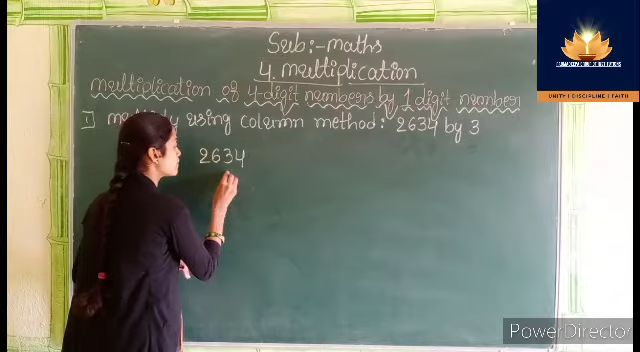 Sub:- maths
4. multiplication
multiplication of 4-digit numbers by 1 digit number
I multiply using column method: 2634 by 3
2634
UNITY | DISCIPLINE | FAITH
PowerDirector